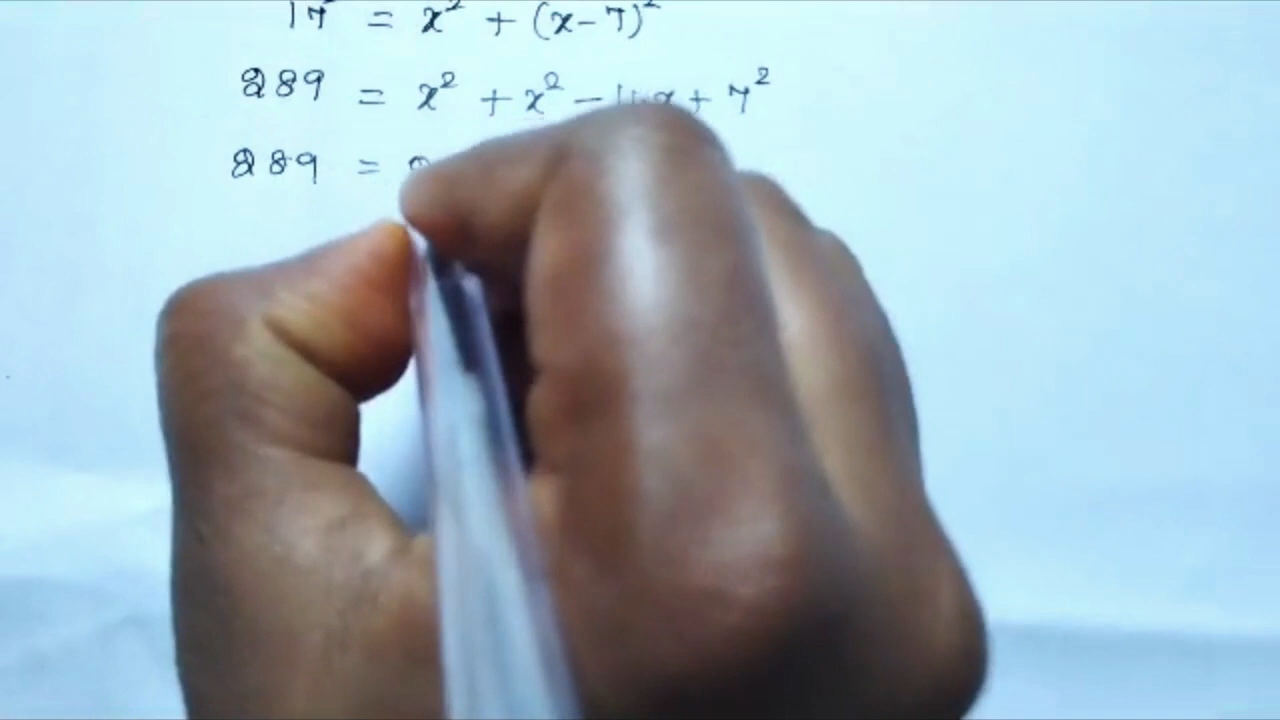 17² = x² + (x-7)²
289 = x² + x² - 14x + 7²
289 =